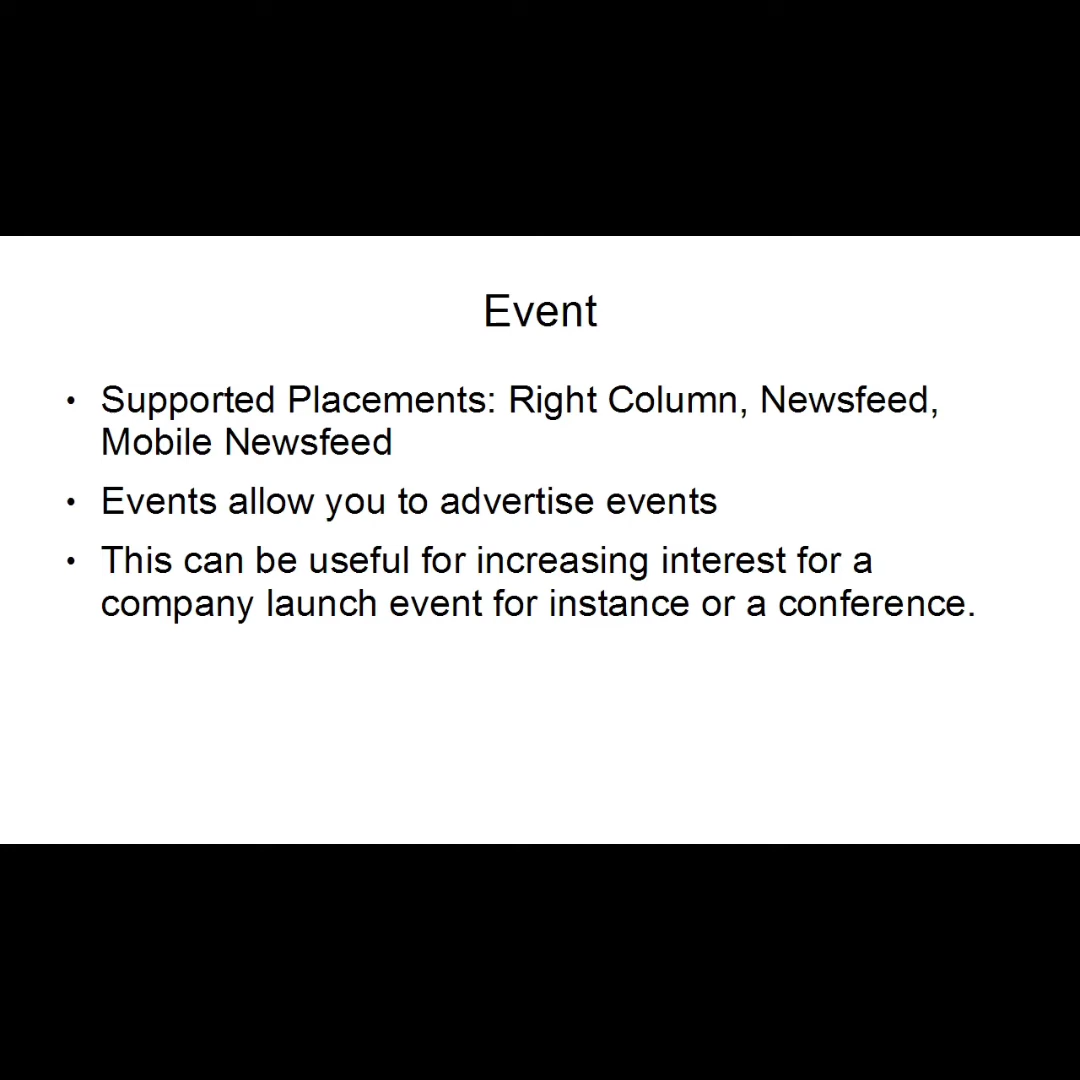 Event
• Supported Placements: Right Column, Newsfeed,
Mobile Newsfeed
• Events allow you to advertise events
• This can be useful for increasing interest for a
company launch event for instance or a conference.